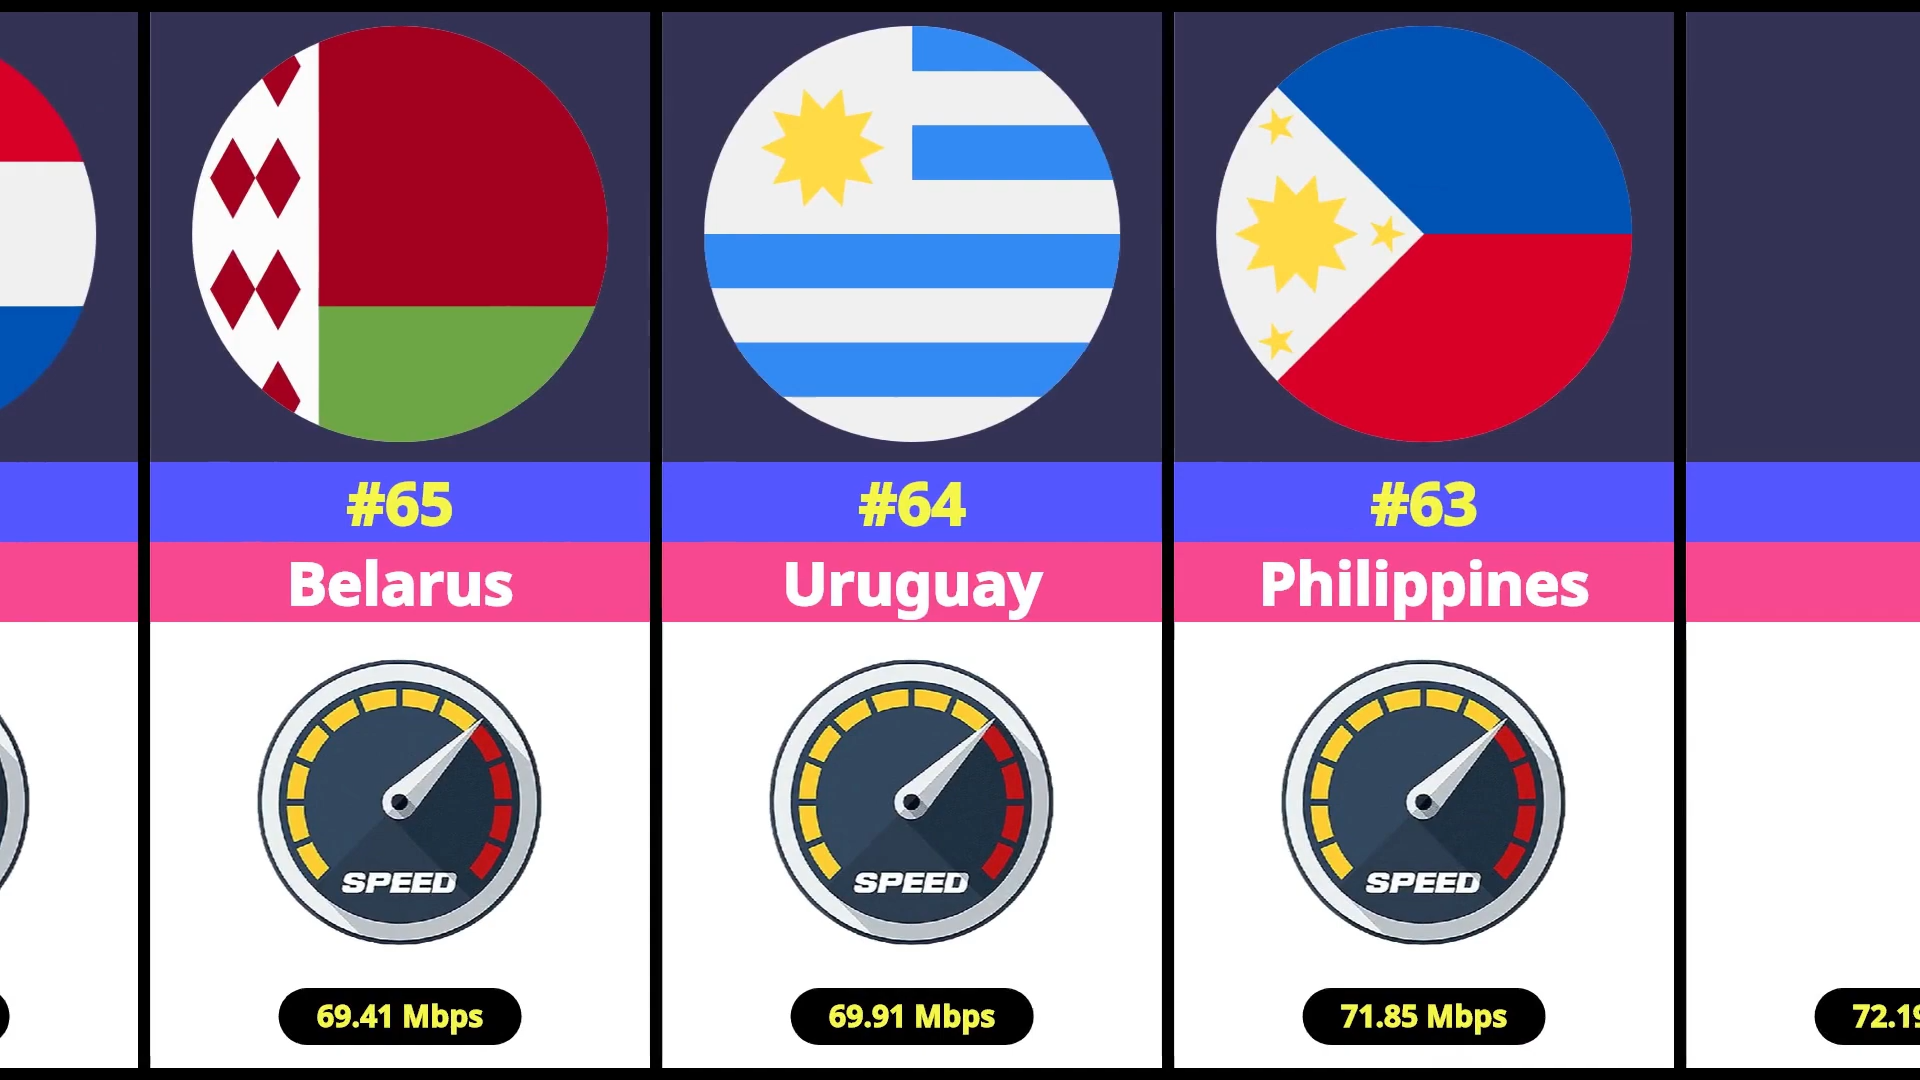 #65
Belarus
SPEED
69.41 Mbps
#64
Uruguay
SPEED
69.91 Mbps
#63
Philippines
SPEED
71.85 Mbps